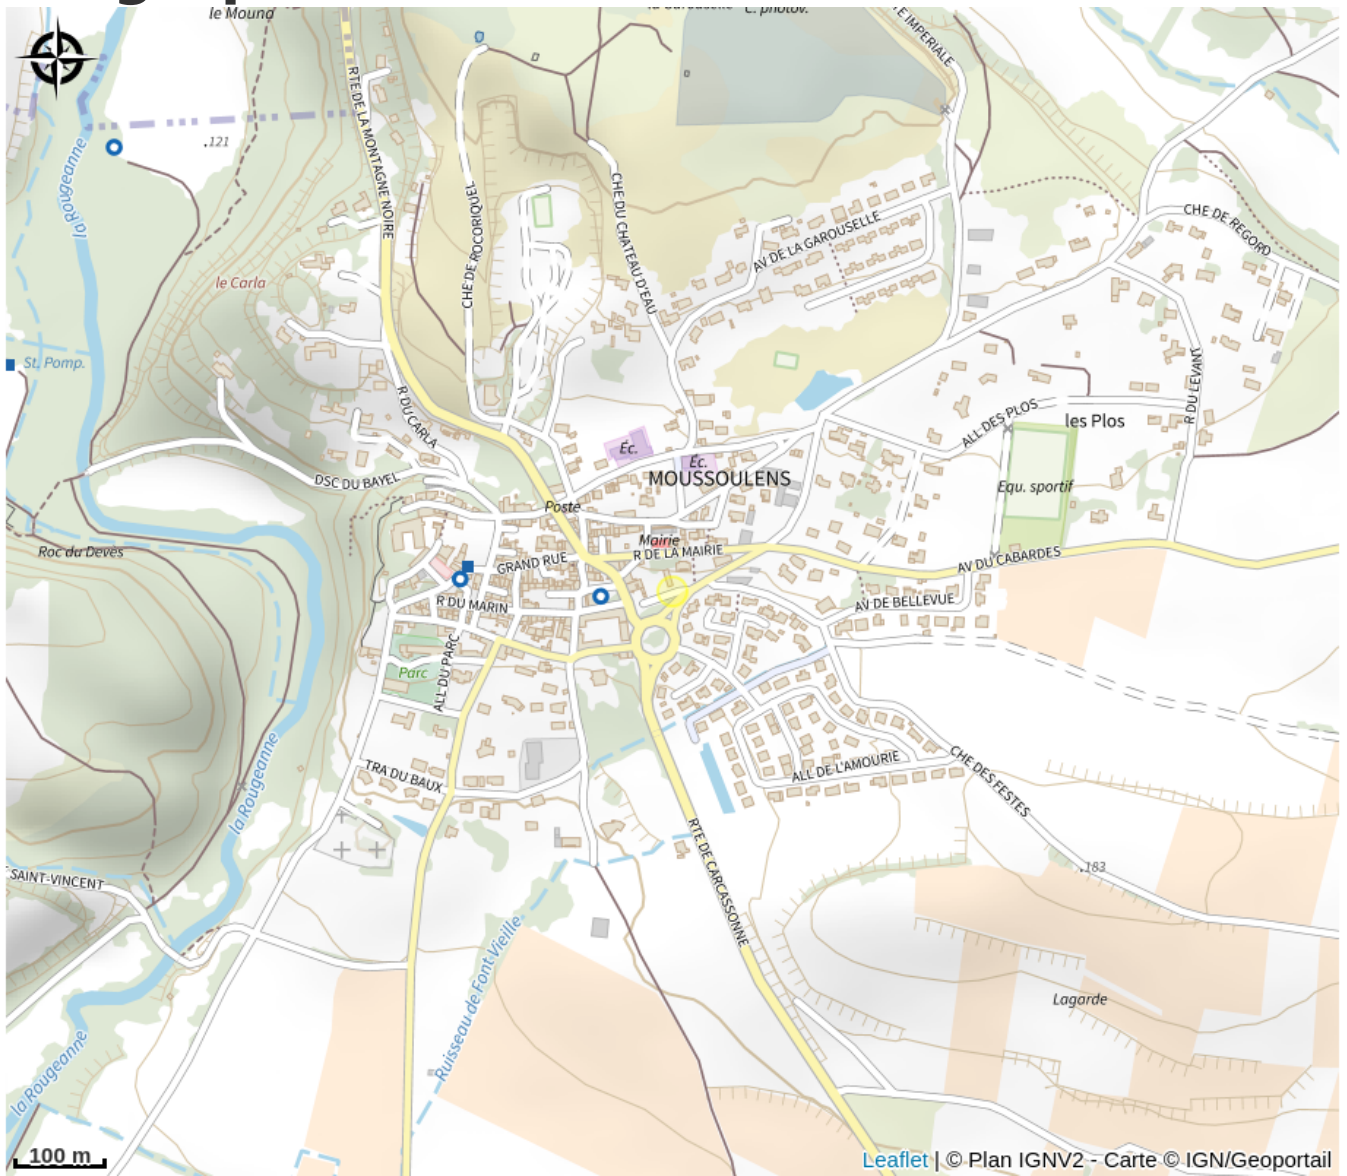 le Mound
C. photov.
TE IMPERIALE
RTE DE LA MONTAGNE NOIRE
.121
la Rougeanne
CHE DE ROCORIQUEL
CHE DU CHATEAU D'EAU
AV DE LA GAROUSELLE
CHE DE REGORD
le Carla
St. Pomp.
R DU CARLA
R DU LEVANT
ALL DES PLOS
les Plos
Éc.
Éc.
MOUSSOULENS
DSC DU BAYEL
Equ. sportif
Poste
Mairie
R DE LA MAIRIE
Roc du Devès
GRAND RUE
AV DU CABARDES
R DU MARIN
AV DE BELLEVUE
Parc
ALL DU PARC
TRA DU BAUX
ALL DE L'AMOURIE
CHE DES FESTES
la Rougeanne
RTE DE CARCASSONNE
SAINT-VINCENT
.183
Ruisseau de Font Vieille
Lagarde
la Rougeanne
100 m
Leaflet | © Plan IGNV2 - Carte © IGN/Geoportail